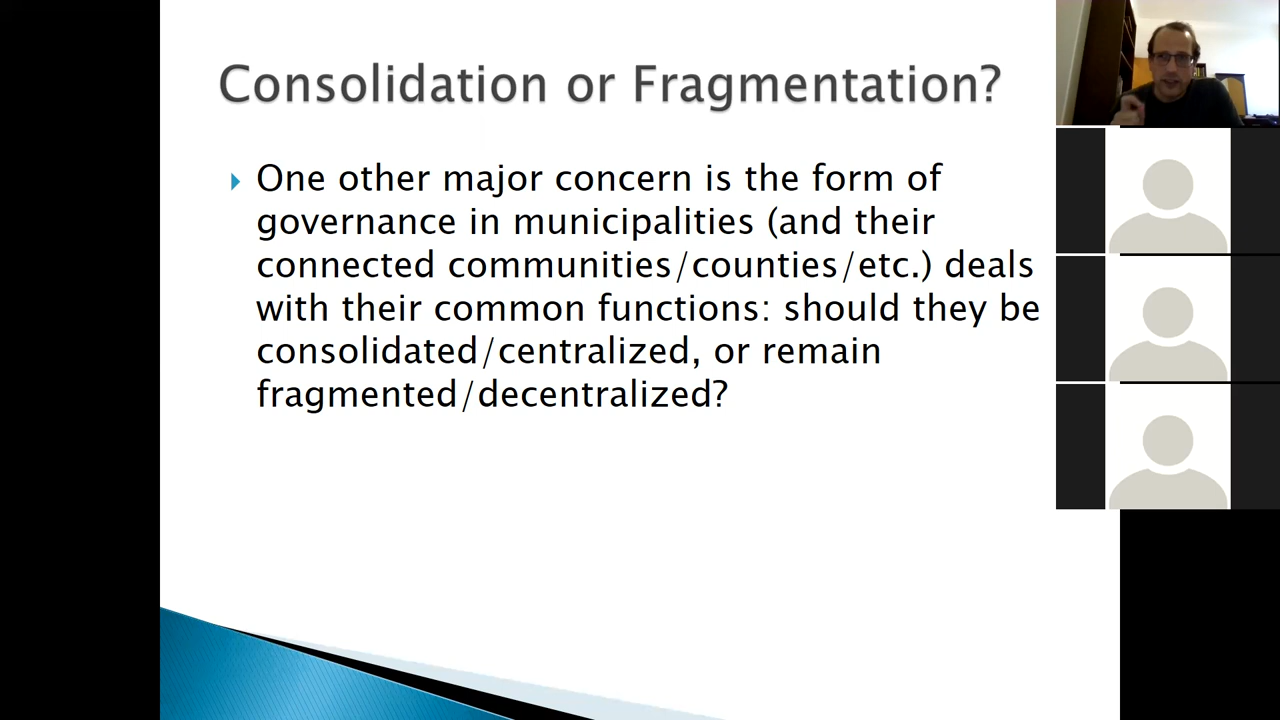 Consolidation or Fragmentation?
One other major concern is the form of
governance in municipalities (and their
connected communities/counties/etc.) deals
with their common functions: should they be
consolidated/centralized, or remain
fragmented/decentralized?